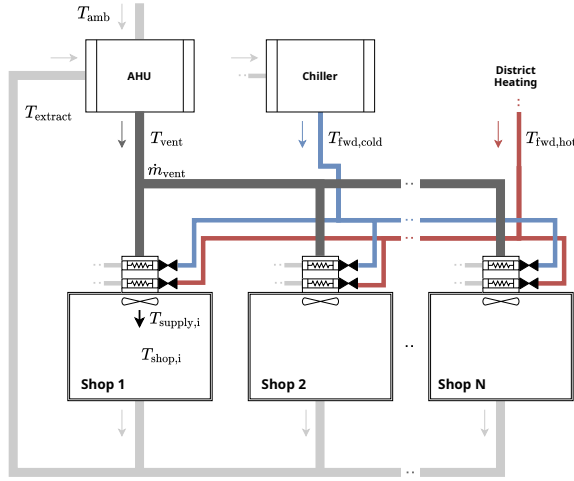 T_amb
AHU
Chiller
District
Heating
T_extract
T_vent
T_fwd,cold
T_fwd,hot
ṁ_vent
T_supply,i
T_shop,i
Shop 1
Shop 2
Shop N